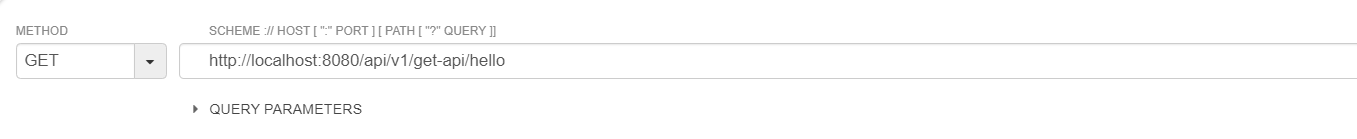 METHOD
SCHEME :// HOST [ ":" PORT ] [ PATH [ "?" QUERY ]]
GET
http://localhost:8080/api/v1/get-api/hello
QUERY PARAMETERS